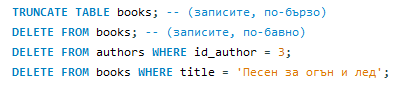 TRUNCATE TABLE books; -- (записите, по-бързо)
DELETE FROM books; -- (записите, по-бавно)
DELETE FROM authors WHERE id_author = 3;
DELETE FROM books WHERE title = 'Песен за огън и лед';